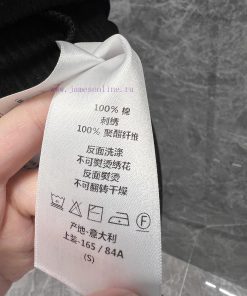 www.jamesonline.ru
100% 棉
刺绣
100% 聚酯纤维
反面洗涤
不可熨烫绣花
反面熨烫
不可翻转干燥
F
产地·意大利
上装·165 / 84A
(S)